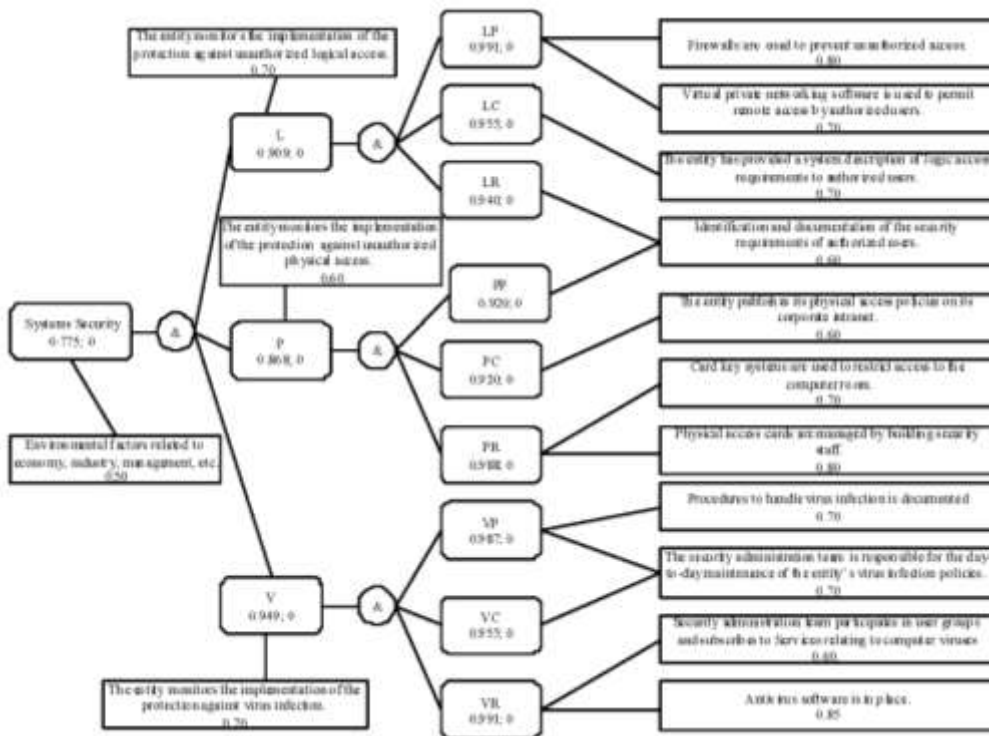 The entity monitors the implementation of the
protection against unauthorized logical access.
0.70
L
0.909; 0
&
LP
0.991; 0
Firewalls are used to prevent unauthorized access.
0.80
Virtual private networking software is used to permit
remote access by authorized users.
0.70
LC
0.955; 0
The entity has provided a system description of logic access
requirements to authorized users.
0.70
LR
0.940; 0
Identification and documentation of the security
requirements of authorized users.
0.60
The entity monitors the implementation
of the protection against unauthorized
physical access.
0.60
PP
0.920; 0
Systems Security
0.775; 0
&
P
0.868; 0
&
PC
0.920; 0
The entity publish its physical access policies on its
corporate intranet.
0.60
Card key systems are used to restrict access to the
computer room.
0.70
PR
0.988; 0
Physical access cards are managed by building security
staff.
0.80
Environmental factors related to
economy, industry, management, etc.
0.50
VP
0.987; 0
Procedures to handle virus infection is documented
0.70
The security administration team is responsible for the day-
to-day maintenance of the entity's virus infection policies.
0.70
V
0.949; 0
&
VC
0.955; 0
Security administration team participates in user groups
and subscribes to Services relating to computer viruses
0.60
The entity monitors the implementation of the
protection against virus infection.
0.70
VR
0.991; 0
Antivirus software is in place.
0.85